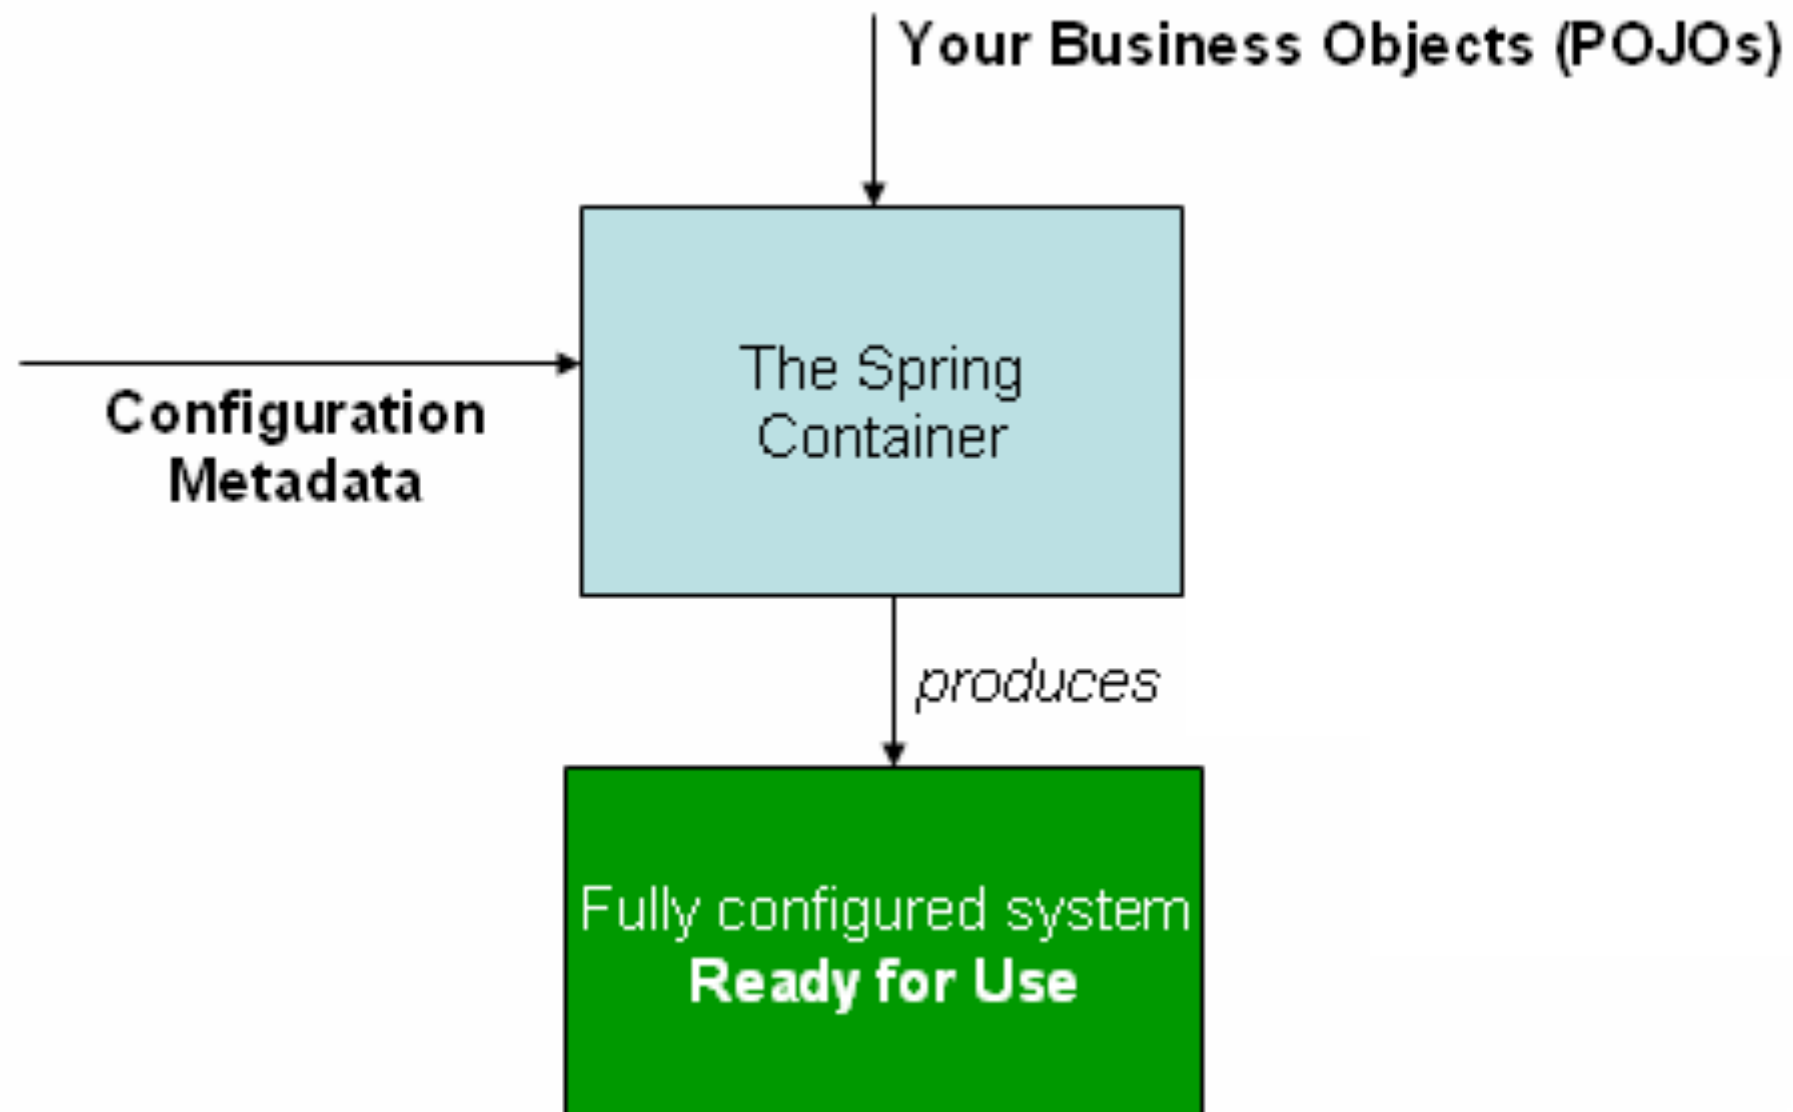 Your Business Objects (POJOs)
The Spring
Container
Configuration
Metadata
produces
Fully configured system
Ready for Use